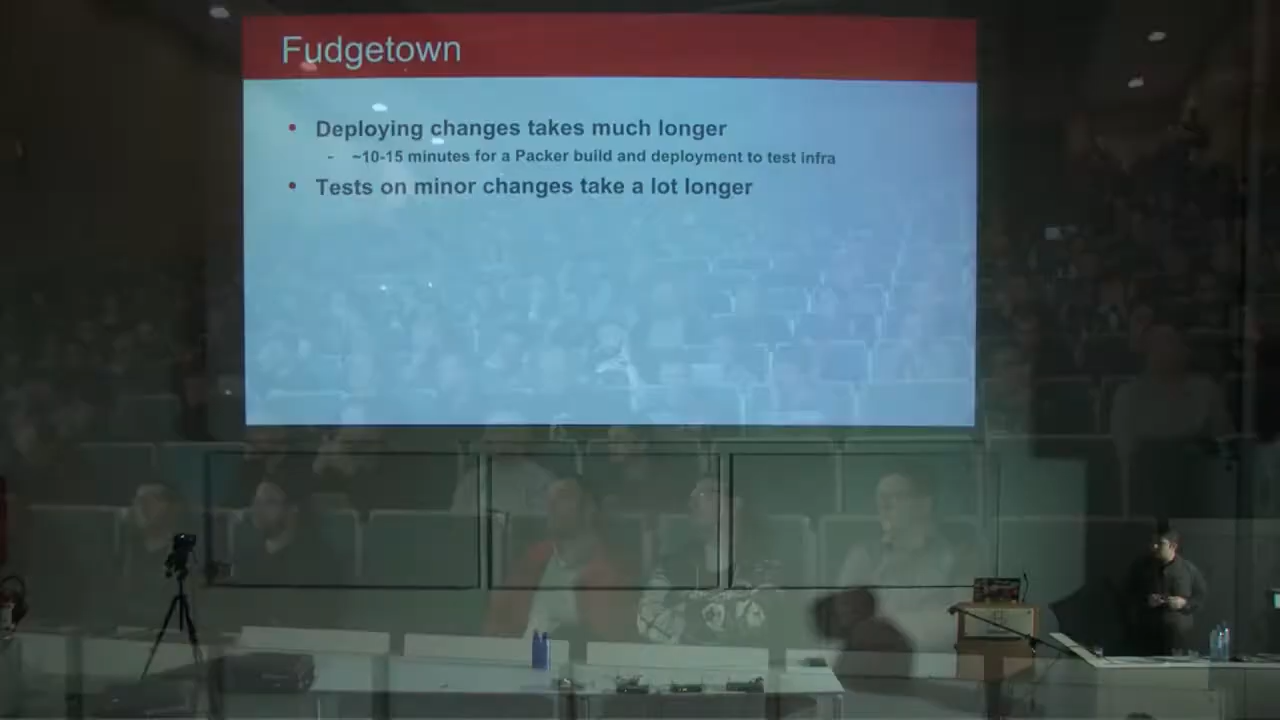 Fudgetown
• Deploying changes takes much longer
- ~10-15 minutes for a Packer build and deployment to test infra
• Tests on minor changes take a lot longer